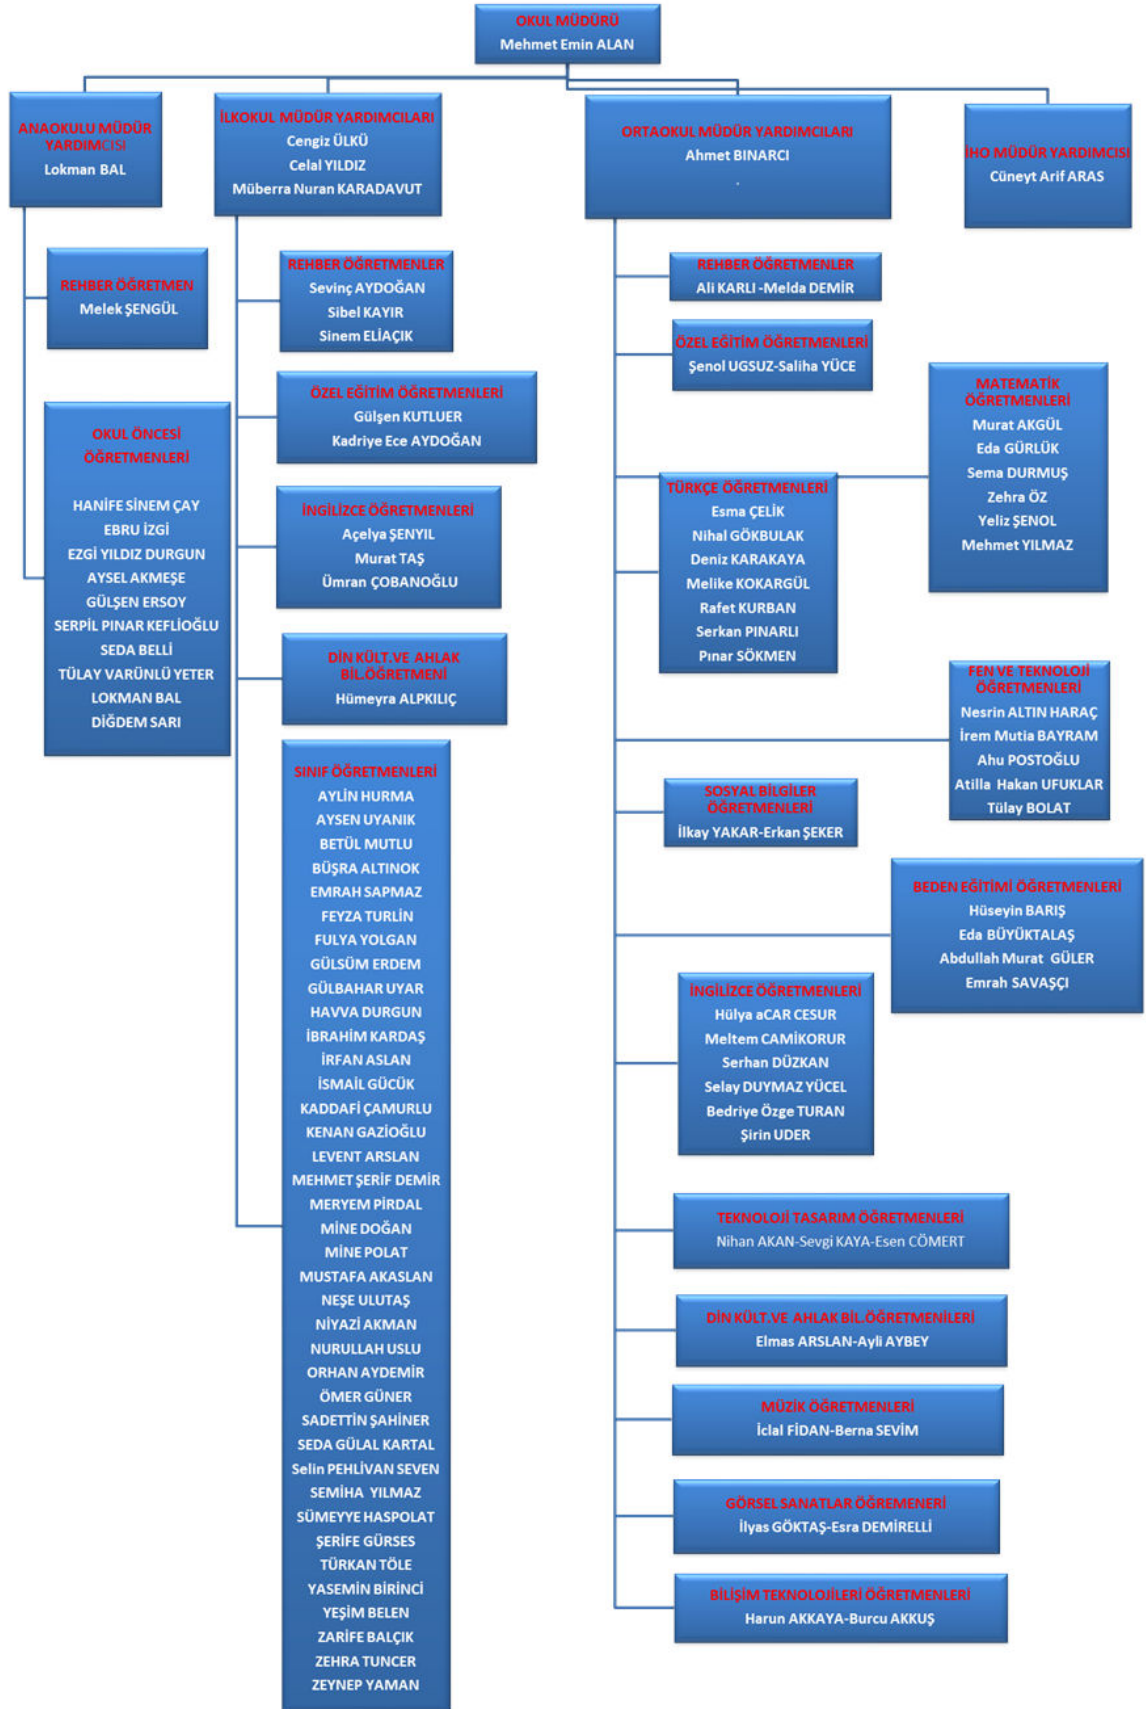 OKUL MÜDÜRÜ
Mehmet Emin ALAN
ANAOKULU MÜDÜR
YARDIMCISI
Lokman BAL
İLKOKUL MÜDÜR YARDIMCILARI
Cengiz ÜLKÜ
Celal YILDIZ
Müberra Nuran KARADAVUT
ORTAOKUL MÜDÜR YARDIMCILARI
Ahmet BINARCI
.
İHO MÜDÜR YARDIMCISI
Cüneyt Arif ARAS
REHBER ÖĞRETMEN
Melek ŞENGÜL
OKUL ÖNCESİ
ÖĞRETMENLERİ
HANİFE SİNEM ÇAY
EBRU İZGİ
EZGİ YILDIZ DURGUN
AYSEL AKMEŞE
GÜLŞEN ERSOY
SERPİL PINAR KEFLİOĞLU
SEDA BELLİ
TÜLAY VARÜNLÜ YETER
LOKMAN BAL
DİĞDEM SARI
REHBER ÖĞRETMENLER
Sevinç AYDOĞAN
Sibel KAYIR
Sinem ELİAÇIK
ÖZEL EĞİTİM ÖĞRETMENLERİ
Gülşen KUTLUER
Kadriye Ece AYDOĞAN
İNGİLİZCE ÖĞRETMENLERİ
Açelya ŞENYIL
Murat TAŞ
Ümran ÇOBANOĞLU
DİN KÜLT.VE AHLAK
BİL.ÖĞRETMENİ
Hümeyra ALPKILIÇ
SINIF ÖĞRETMENLERİ
AYLİN HURMA
AYSEN UYANIK
BETÜL MUTLU
BÜŞRA ALTINOK
EMRAH SAPMAZ
FEYZA TURLİN
FULYA YOLGAN
GÜLSÜM ERDEM
GÜLBAHAR UYAR
HAVVA DURGUN
İBRAHİM KARDAŞ
İRFAN ASLAN
İSMAİL GÜCÜK
KADDAFİ ÇAMURLU
KENAN GAZİOĞLU
LEVENT ARSLAN
MEHMET ŞERİF DEMİR
MERYEM PİRDAL
MİNE DOĞAN
MİNE POLAT
MUSTAFA AKASLAN
NEŞE ULUTAŞ
NİYAZİ AKMAN
NURULLAH USLU
ORHAN AYDEMİR
ÖMER GÜNER
SADETTİN ŞAHİNER
SEDA GÜLAL KARTAL
Selin PEHLİVAN SEVEN
SEMİHA YILMAZ
SÜMEYYE HASPOLAT
ŞERİFE GÜRSES
TÜRKAN TÖLE
YASEMİN BİRİNCİ
YEŞİM BELEN
ZARİFE BALÇIK
ZEHRA TUNCER
ZEYNEP YAMAN
REHBER ÖĞRETMENLER
Ali KARLI -Melda DEMİR
ÖZEL EĞİTİM ÖĞRETMENLERİ
Şenol UGSUZ-Saliha YÜCE
MATEMATİK
ÖĞRETMENLERİ
Murat AKGÜL
Eda GÜRLÜK
Sema DURMUŞ
Zehra ÖZ
Yeliz ŞENOL
Mehmet YILMAZ
TÜRKÇE ÖĞRETMENLERİ
Esma ÇELİK
Nihal GÖKBULAK
Deniz KARAKAYA
Melike KOKARGÜL
Rafet KURBAN
Serkan PINARLI
Pınar SÖKMEN
FEN VE TEKNOLOJİ
ÖĞRETMENLERİ
Nesrin ALTIN HARAÇ
İrem Mutia BAYRAM
Ahu POSTOĞLU
Atilla Hakan UFUKLAR
Tülay BOLAT
SOSYAL BİLGİLER
ÖĞRETMENLERİ
İlkay YAKAR-Erkan ŞEKER
BEDEN EĞİTİMİ ÖĞRETMENLERİ
Hüseyin BARIŞ
Eda BÜYÜKTALAŞ
Abdullah Murat GÜLER
Emrah SAVAŞÇI
İNGİLİZCE ÖĞRETMENLERİ
Hülya aCAR CESUR
Meltem CAMİKORUR
Serhan DÜZKAN
Selay DUYMAZ YÜCEL
Bedriye Özge TURAN
Şirin UDER
TEKNOLOJİ TASARIM ÖĞRETMENLERİ
Nihan AKAN-Sevgi KAYA-Esen CÖMERT
DİN KÜLT.VE AHLAK BİL.ÖĞRETMENİLERİ
Elmas ARSLAN-Ayli AYBEY
MÜZİK ÖĞRETMENLERİ
İclal FİDAN-Berna SEVİM
GÖRSEL SANATLAR ÖĞREMENERİ
İlyas GÖKTAŞ-Esra DEMİRELLİ
BİLİŞİM TEKNOLOJİLERİ ÖĞRETMENLERİ
Harun AKKAYA-Burcu AKKUŞ